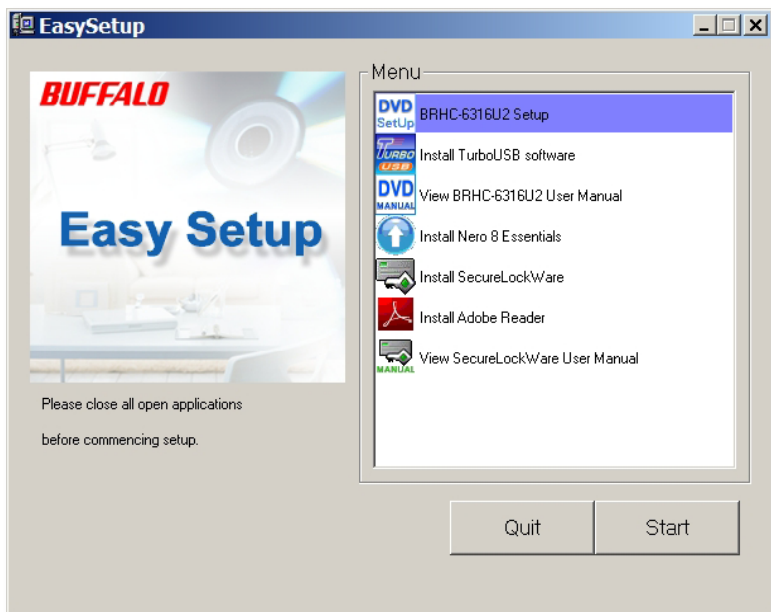 EasySetup
BUFFALO
Easy Setup
Please close all open applications
before commencing setup.
Menu
DVD
SetUp
BRHC-6316U2 Setup
TURBO
USB
Install TurboUSB software
DVD
MANUAL
View BRHC-6316U2 User Manual
Install Nero 8 Essentials
Install SecureLockWare
Install Adobe Reader
MANUAL
View SecureLockWare User Manual
Quit
Start